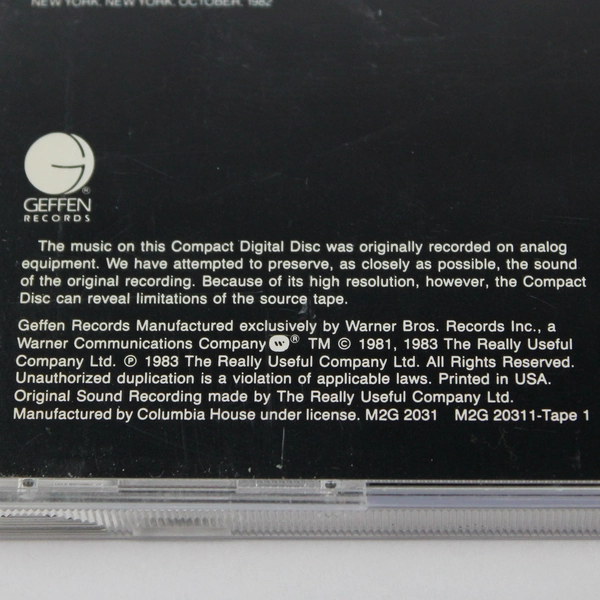 NEW YORK, NEW YORK, OCTOBER, 1982
GEFFEN
RECORDS
The music on this Compact Digital Disc was originally recorded on analog
equipment. We have attempted to preserve, as closely as possible, the sound
of the original recording. Because of its high resolution, however, the Compact
Disc can reveal limitations of the source tape.
Geffen Records Manufactured exclusively by Warner Bros. Records Inc., a
Warner Communications Company W® TM © 1981, 1983 The Really Useful
Company Ltd. ℗ 1983 The Really Useful Company Ltd. All Rights Reserved.
Unauthorized duplication is a violation of applicable laws. Printed in USA.
Original Sound Recording made by The Really Useful Company Ltd.
Manufactured by Columbia House under license. M2G 2031 M2G 20311-Tape 1